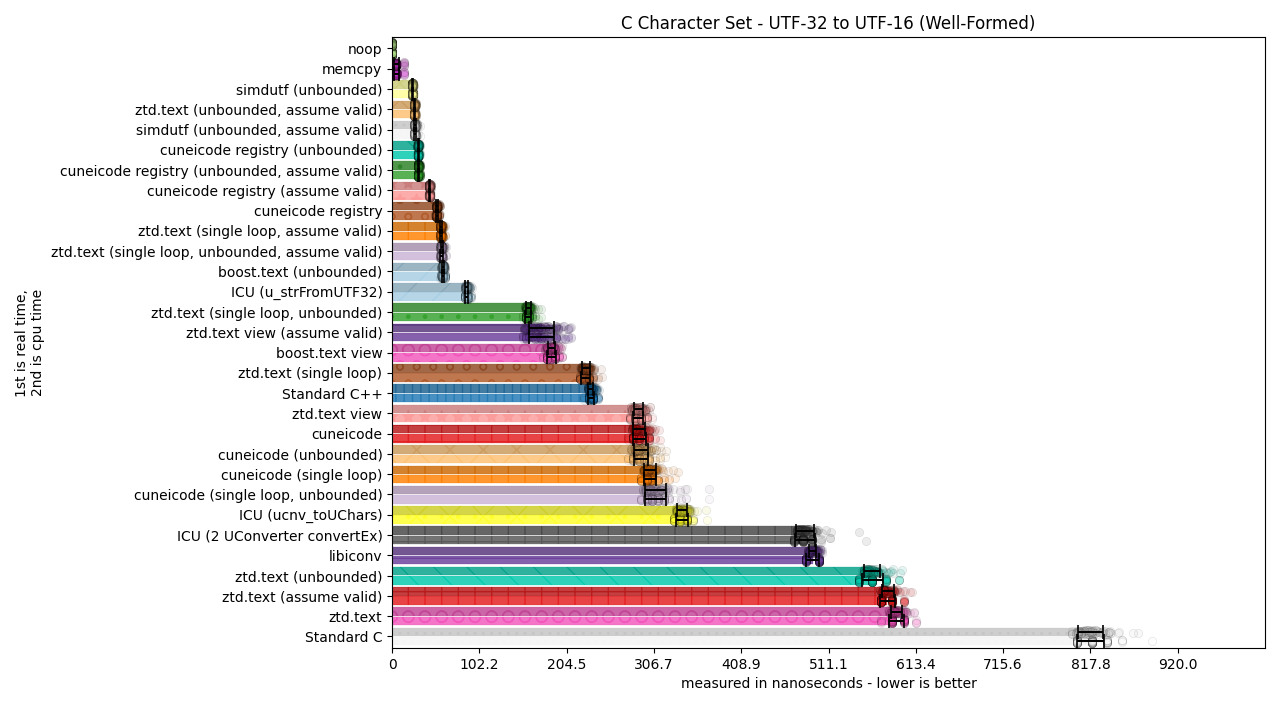 C Character Set - UTF-32 to UTF-16 (Well-Formed)
noop
memcpy
simdutf (unbounded)
ztd.text (unbounded, assume valid)
simdutf (unbounded, assume valid)
cuneicode registry (unbounded)
cuneicode registry (unbounded, assume valid)
cuneicode registry (assume valid)
cuneicode registry
ztd.text (single loop, assume valid)
ztd.text (single loop, unbounded, assume valid)
boost.text (unbounded)
ICU (u_strFromUTF32)
ztd.text (single loop, unbounded)
ztd.text view (assume valid)
boost.text view
ztd.text (single loop)
Standard C++
ztd.text view
cuneicode
cuneicode (unbounded)
cuneicode (single loop)
cuneicode (single loop, unbounded)
ICU (ucnv_toUChars)
ICU (2 UConverter convertEx)
libiconv
ztd.text (unbounded)
ztd.text (assume valid)
ztd.text
Standard C
1st is real time,
2nd is cpu time
0 102.2 204.5 306.7 408.9 511.1 613.4 715.6 817.8 920.0
measured in nanoseconds - lower is better